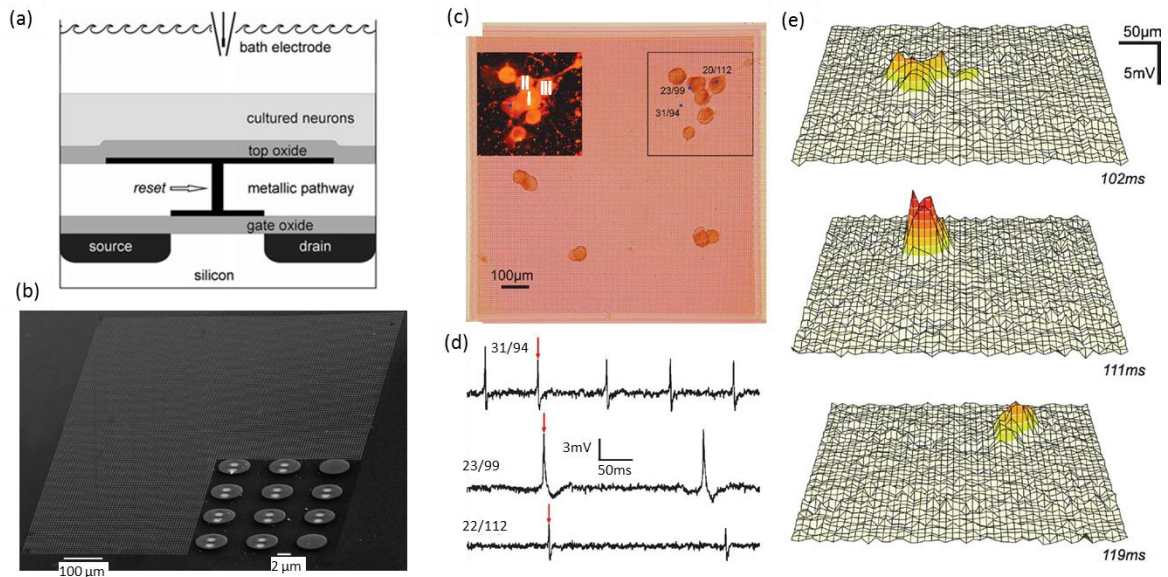 (a)
bath electrode
cultured neurons
top oxide
reset
metallic pathway
gate oxide
source
drain
silicon
(b)
100 µm
2 µm
(c)
II
III
I
20/112
23/99
31/94
100µm
(d)
31/94
3mV
50ms
23/99
22/112
(e)
50µm
5mV
102ms
111ms
119ms